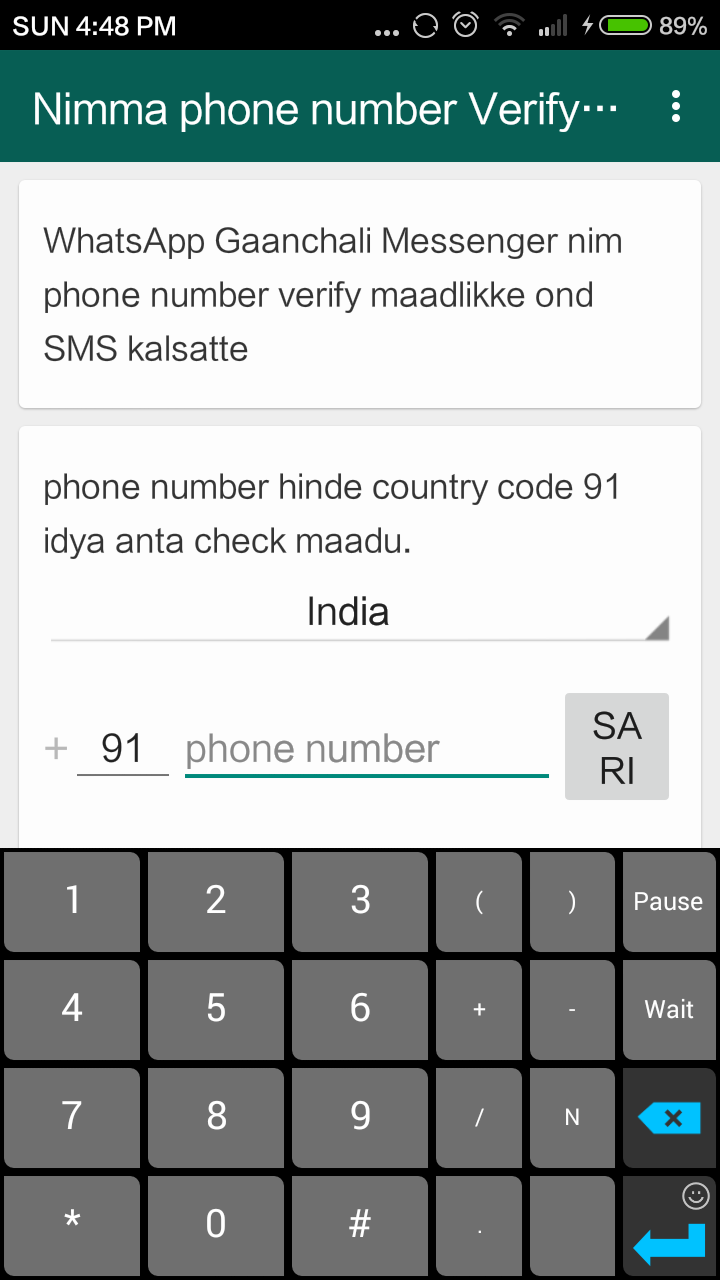 SUN 4:48 PM ... 89%
Nimma phone number Verify...
WhatsApp Gaanchali Messenger nim
phone number verify maadlikke ond
SMS kalsatte
phone number hinde country code 91
idya anta check maadu.
India
+ 91 phone number SA
RI
1 2 3 ( ) Pause
4 5 6 + - Wait
7 8 9 / N
* 0 # .